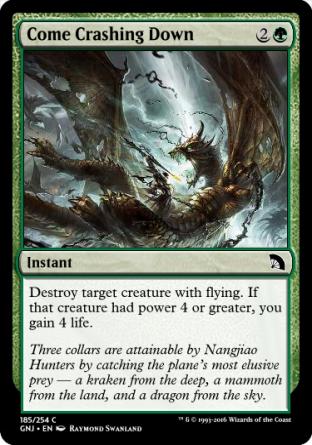 Come Crashing Down 2
Instant
Destroy target creature with flying. If
that creature had power 4 or greater, you
gain 4 life.
Three collars are attainable by Nangjiao
Hunters by catching the plane's most elusive
prey — a kraken from the deep, a mammoth
from the land, and a dragon from the sky.
185/254 C
GNJ • EN RAYMOND SWANLAND
™ & © 1993-2016 Wizards of the Coast